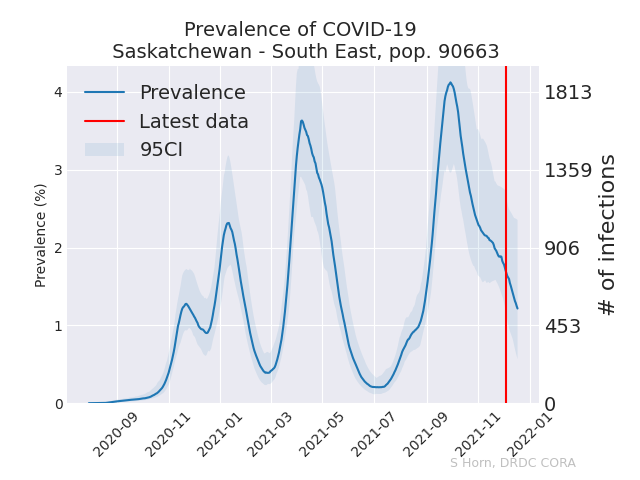 Prevalence of COVID-19
Saskatchewan - South East, pop. 90663
Prevalence
Latest data
95CI
Prevalence (%)
4
3
2
1
0
1813
1359
906
453
0
# of infections
2020-09
2020-11
2021-01
2021-03
2021-05
2021-07
2021-09
2021-11
2022-01
S Horn, DRDC CORA